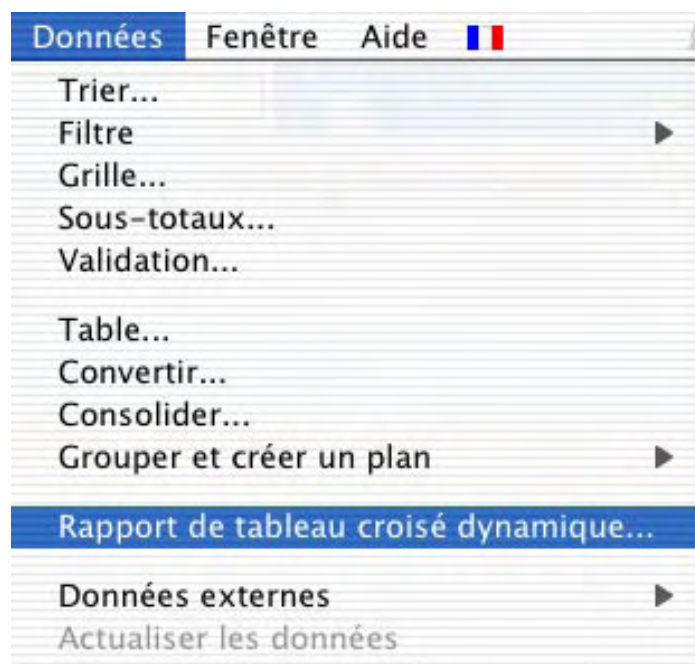 Données Fenêtre Aide
Trier...
Filtre
Grille...
Sous-totaux...
Validation...
Table...
Convertir...
Consolider...
Grouper et créer un plan
Rapport de tableau croisé dynamique...
Données externes
Actualiser les données